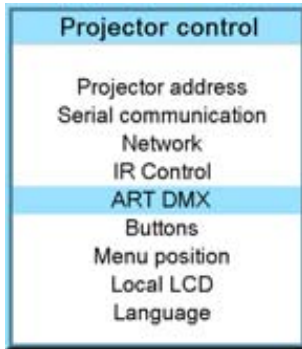 Projector control
Projector address
Serial communication
Network
IR Control
ART DMX
Buttons
Menu position
Local LCD
Language